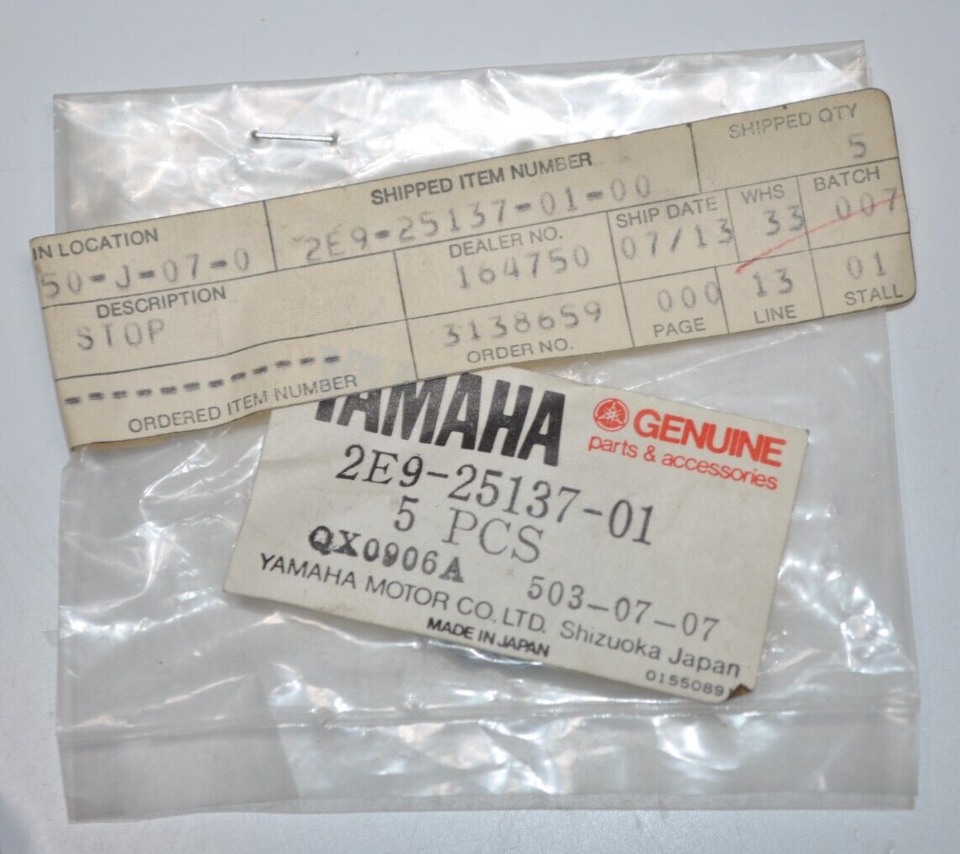 SHIPPED ITEM NUMBER SHIPPED QTY
2E9-25137-01-00 5
IN LOCATION DEALER NO. SHIP DATE WHS BATCH
50-J-07-0 164750 07/13 33 007
DESCRIPTION
STOP 3138659 000 13 01
ORDER NO. PAGE LINE STALL
ORDERED ITEM NUMBER
YAMAHA GENUINE
parts & accessories
2E9-25137-01
5 PCS
QX0906A 503-07-07
YAMAHA MOTOR CO., LTD. Shizuoka Japan
MADE IN JAPAN
0155089